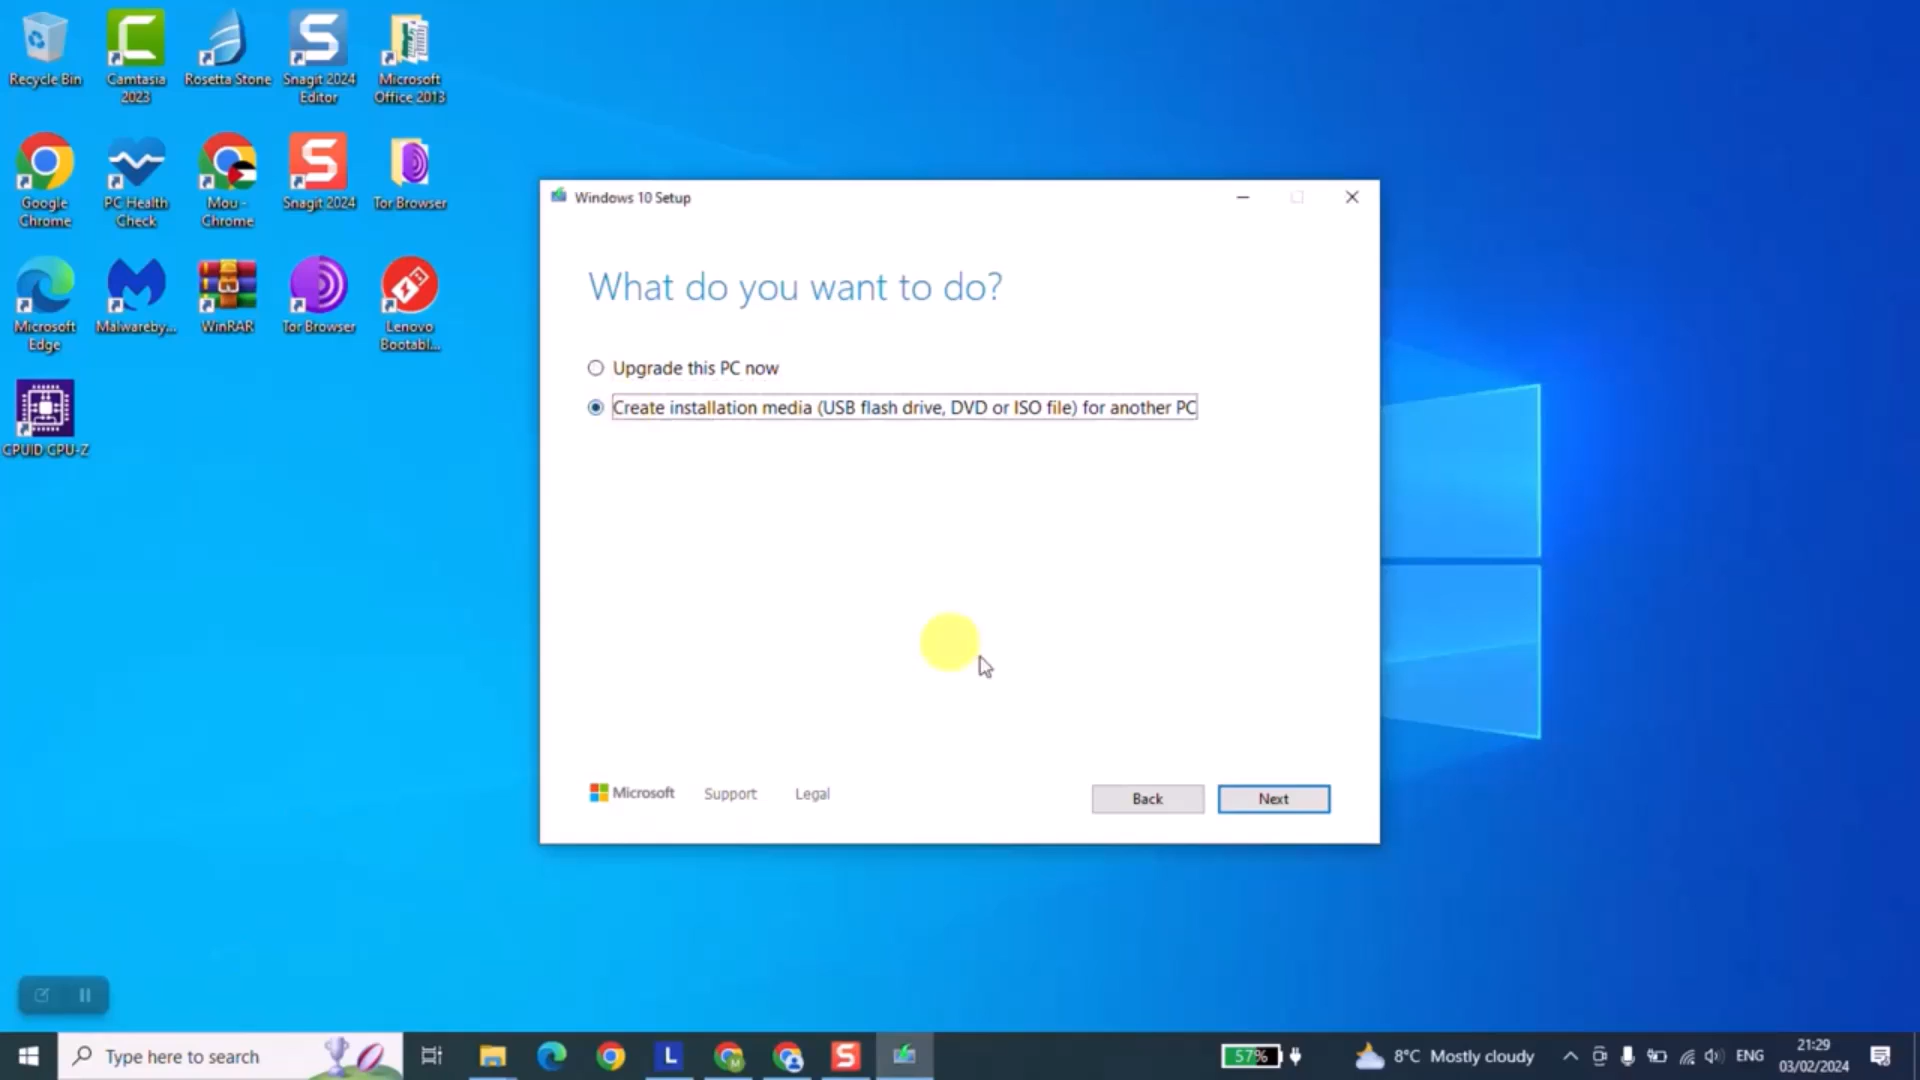 Recycle Bin
Camtasia
2023
Rosetta Stone
Snagit 2024
Editor
Microsoft
Office 2013
Google
Chrome
PC Health
Check
Mou -
Chrome
Snagit 2024
Tor Browser
Microsoft
Edge
Malwareby...
WinRAR
Tor Browser
Lenovo
Bootabl...
CPUID CPU-Z
Windows 10 Setup
What do you want to do?
Upgrade this PC now
Create installation media (USB flash drive, DVD or ISO file) for another PC
Microsoft
Support
Legal
Back
Next
Type here to search
L
M
S
57%
8°C Mostly cloudy
ENG
21:29
03/02/2024